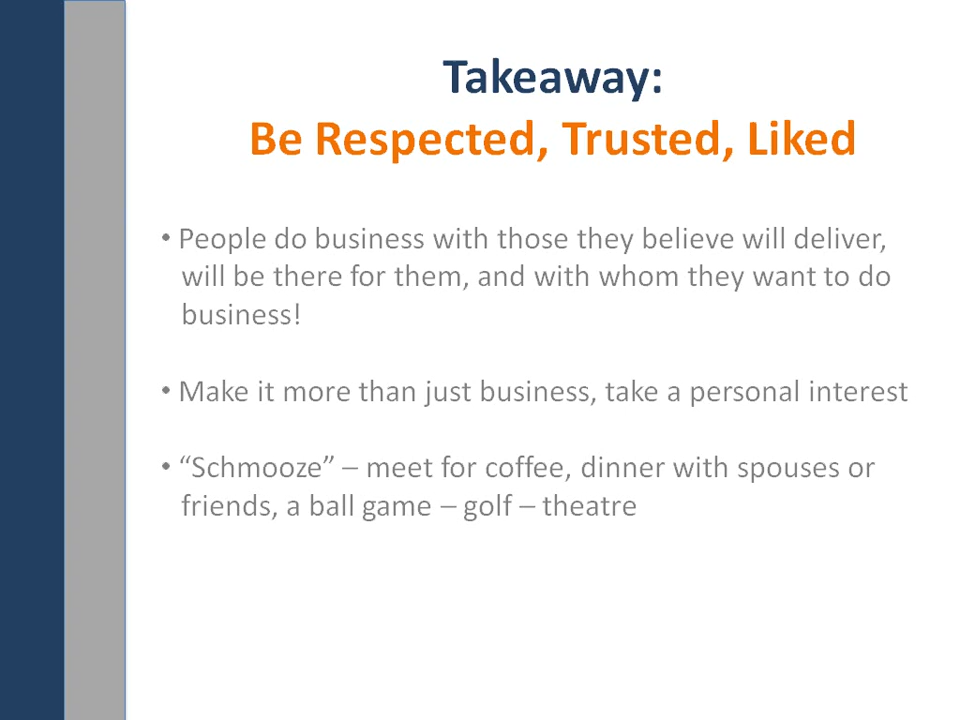 Takeaway:
Be Respected, Trusted, Liked
• People do business with those they believe will deliver,
will be there for them, and with whom they want to do
business!
• Make it more than just business, take a personal interest
• “Schmooze” – meet for coffee, dinner with spouses or
friends, a ball game – golf – theatre